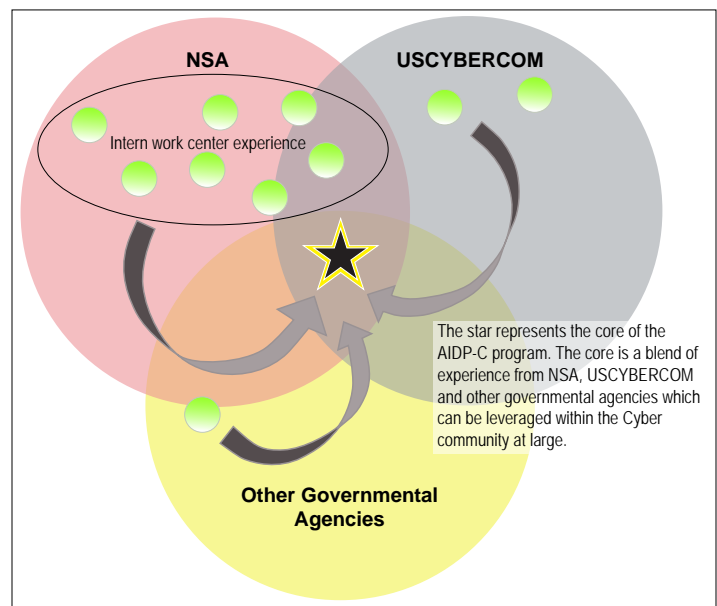 NSA
USCYBERCOM
Intern work center experience
The star represents the core of the
AIDP-C program. The core is a blend of
experience from NSA, USCYBERCOM
and other governmental agencies which
can be leveraged within the Cyber
community at large.
Other Governmental
Agencies